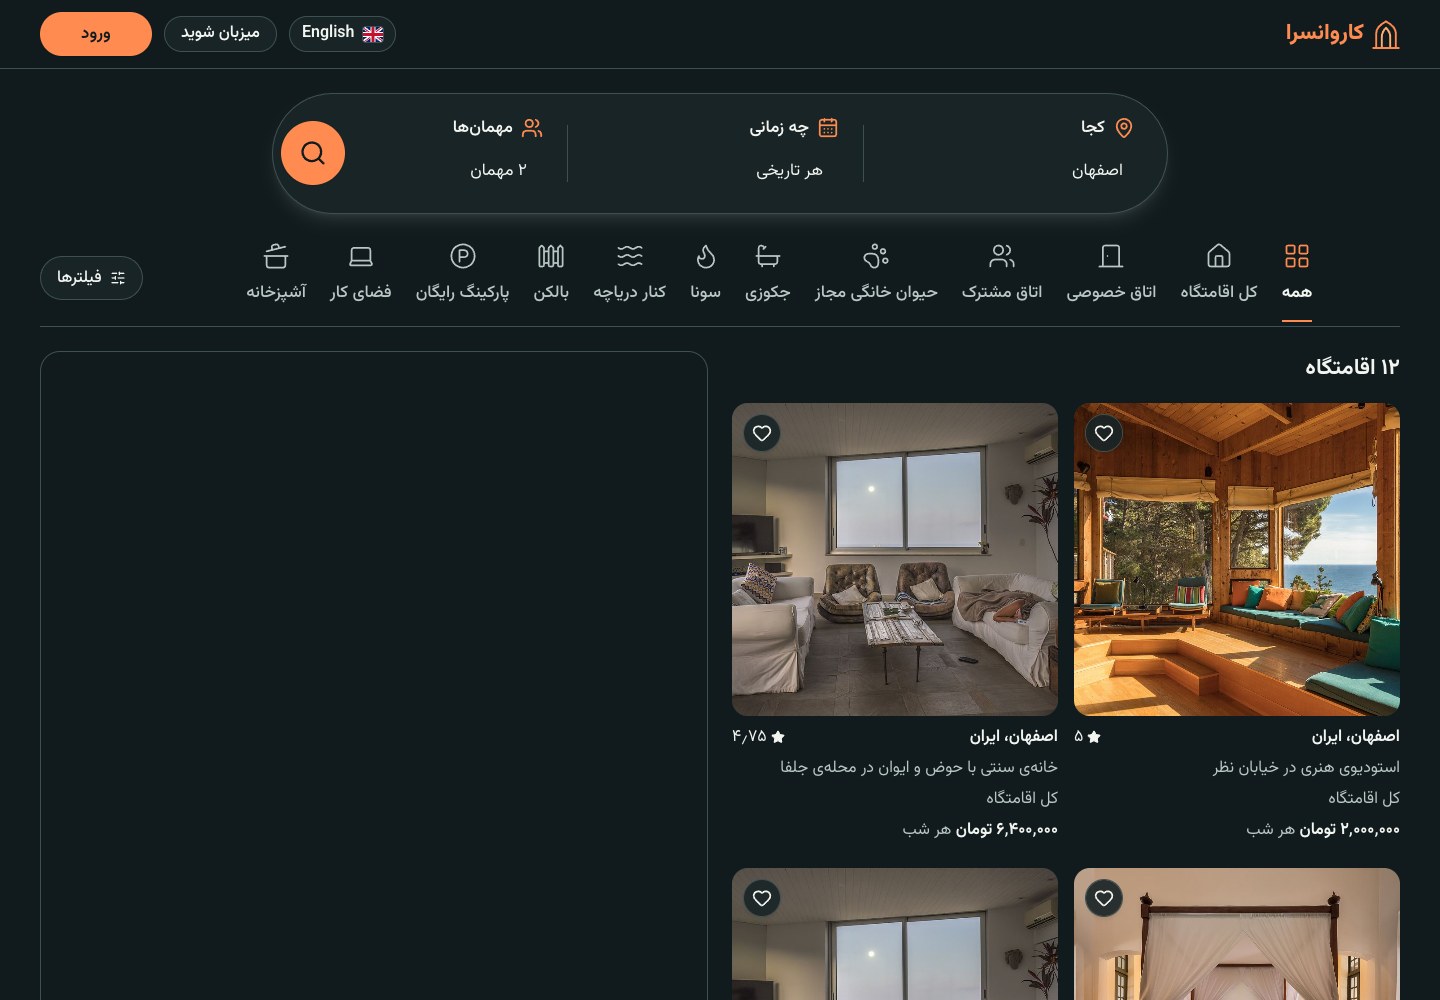 کاروانسرا
English
میزبان شوید
ورود
کجا
اصفهان
چه زمانی
هر تاریخی
مهمان‌ها
۲ مهمان
همه
کل اقامتگاه
اتاق خصوصی
اتاق مشترک
حیوان خانگی مجاز
جکوزی
سونا
کنار دریاچه
بالکن
پارکینگ رایگان
فضای کار
آشپزخانه
فیلترها
۱۲ اقامتگاه
اصفهان، ایران
۵
استودیوی هنری در خیابان نظر
کل اقامتگاه
۲,۰۰۰,۰۰۰ تومان هر شب
اصفهان، ایران
۴٫۷۵
خانه‌ی سنتی با حوض و ایوان در محله‌ی جلفا
کل اقامتگاه
۶,۴۰۰,۰۰۰ تومان هر شب